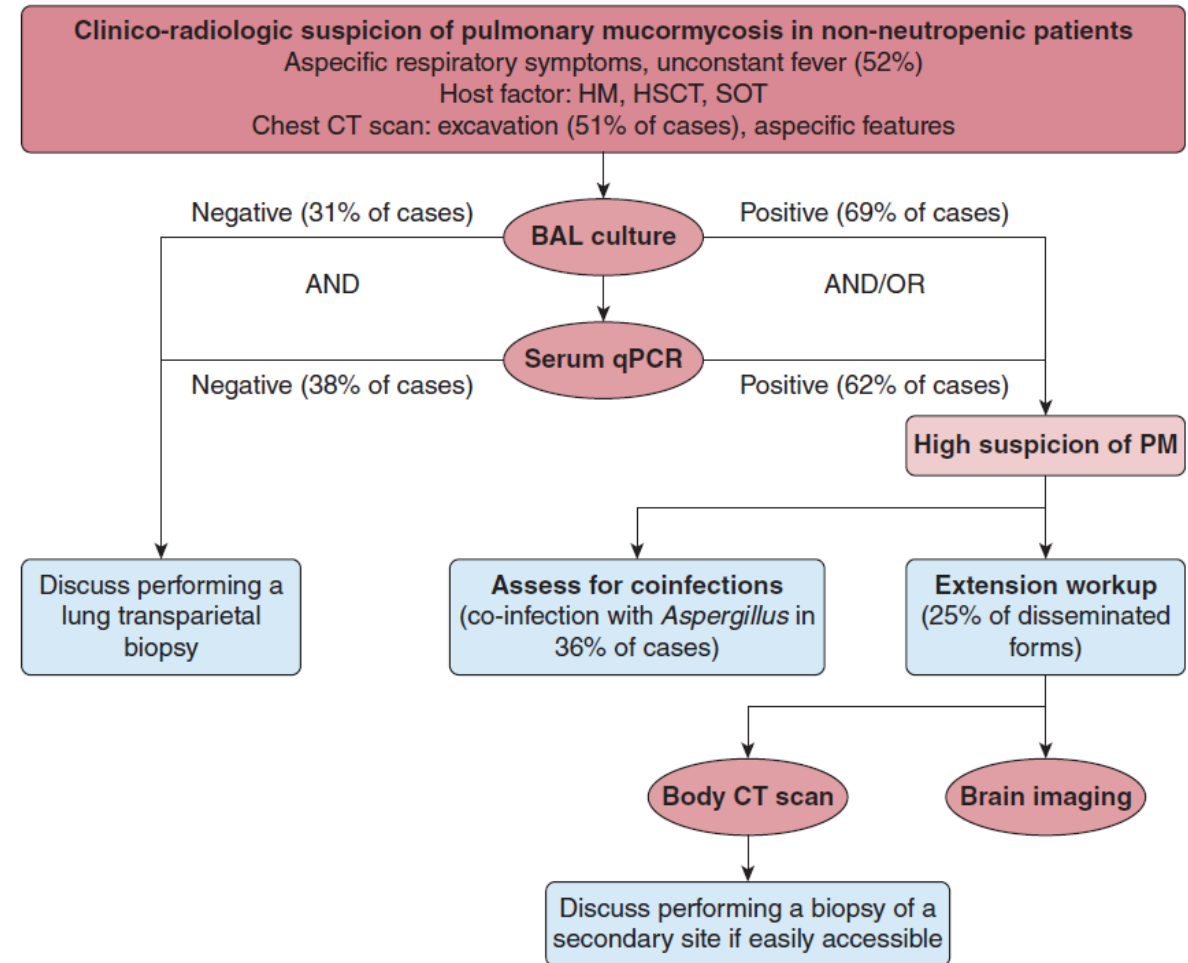 Clinico-radiologic suspicion of pulmonary mucormycosis in non-neutropenic patients
Aspecific respiratory symptoms, unconstant fever (52%)
Host factor: HM, HSCT, SOT
Chest CT scan: excavation (51% of cases), aspecific features
Negative (31% of cases)
Positive (69% of cases)
BAL culture
AND
AND/OR
Serum qPCR
Negative (38% of cases)
Positive (62% of cases)
High suspicion of PM
Discuss performing a
lung transparietal
biopsy
Assess for coinfections
(co-infection with Aspergillus in
36% of cases)
Extension workup
(25% of disseminated
forms)
Body CT scan
Brain imaging
Discuss performing a biopsy of a
secondary site if easily accessible